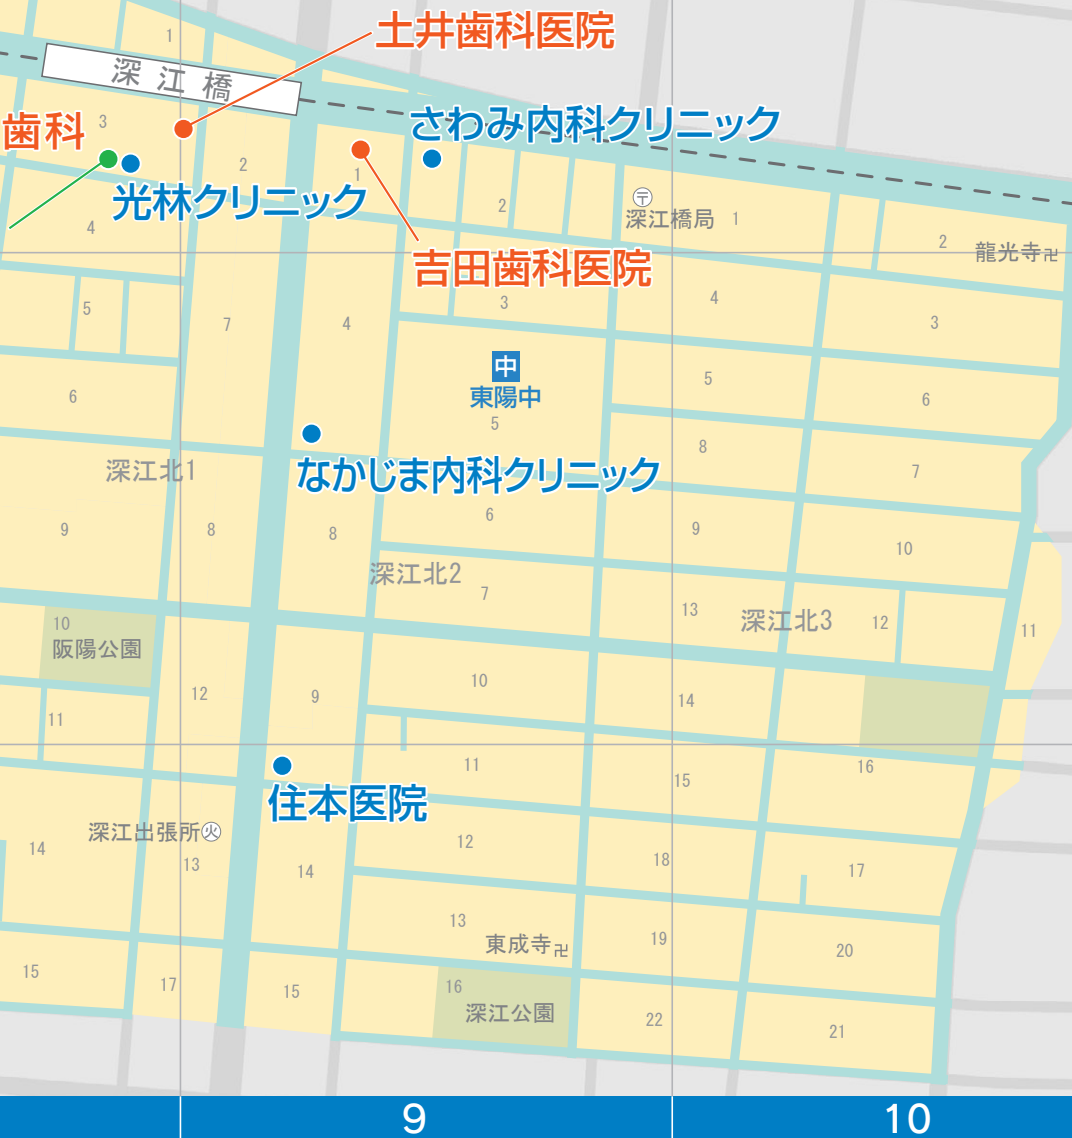 土井歯科医院
1
深江橋
歯科
3
さわみ内科クリニック
光林クリニック
2
1
2
深江橋局
1
4
吉田歯科医院
2
龍光寺
5
7
4
3
4
3
中
東陽中
5
5
6
6
なかじま内科クリニック
8
7
深江北1
9
8
8
6
9
10
深江北2
7
13
深江北3
12
11
10
阪陽公園
12
9
10
14
11
11
15
16
住本医院
深江出張所火
14
13
14
12
18
17
13
東成寺
19
20
15
17
15
16
深江公園
22
21
9
10